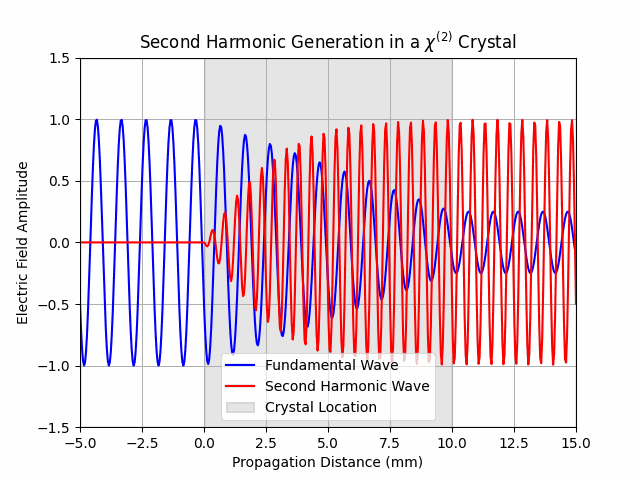 Second Harmonic Generation in a χ⁽²⁾ Crystal
Electric Field Amplitude
1.5
1.0
0.5
0.0
−0.5
−1.0
−1.5
Fundamental Wave
Second Harmonic Wave
Crystal Location
−5.0 −2.5 0.0 2.5 5.0 7.5 10.0 12.5 15.0
Propagation Distance (mm)